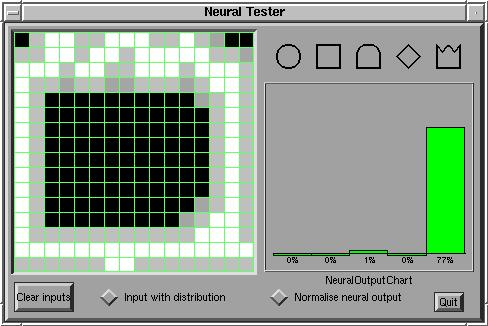 Neural Tester
0% 0% 1% 0% 77%
NeuralOutputChart
Clear inputs Input with distribution Normalise neural output Quit